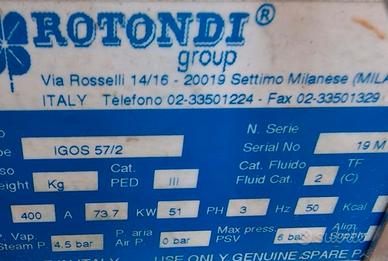 ROTONDI®
group
Via Rosselli 14/16 - 20019 Settimo Milanese (MILA
ITALY Telefono 02-33501224 - Fax 02-33501329
N. Serie
IGOS 57/2 Serial No 19 M
Cat. Cat. Fluido TF
eight Kg PED III Fluid Cat. 2 (C)
400 A 73.7 KW 51 PH 3 Hz 50 Kcal
Vap. P. aria Max press. Alim
Steam P. 4,5 bar Air P. 0 bar PSV 6 bar Supply
USE ONLY GENUINE SPARE P